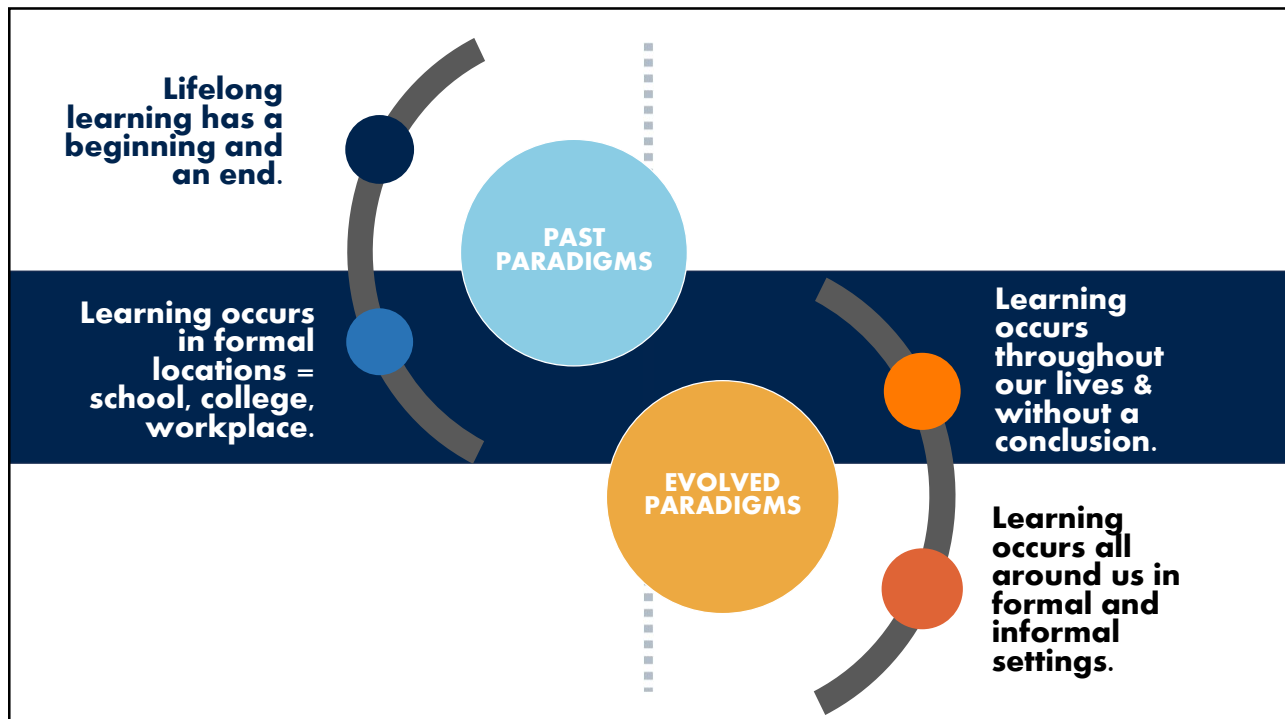 Lifelong
learning has a
beginning and
an end.
PAST
PARADIGMS
Learning occurs
in formal
locations =
school, college,
workplace.
Learning
occurs
throughout
our lives &
without a
conclusion.
EVOLVED
PARADIGMS
Learning
occurs all
around us in
formal and
informal
settings.